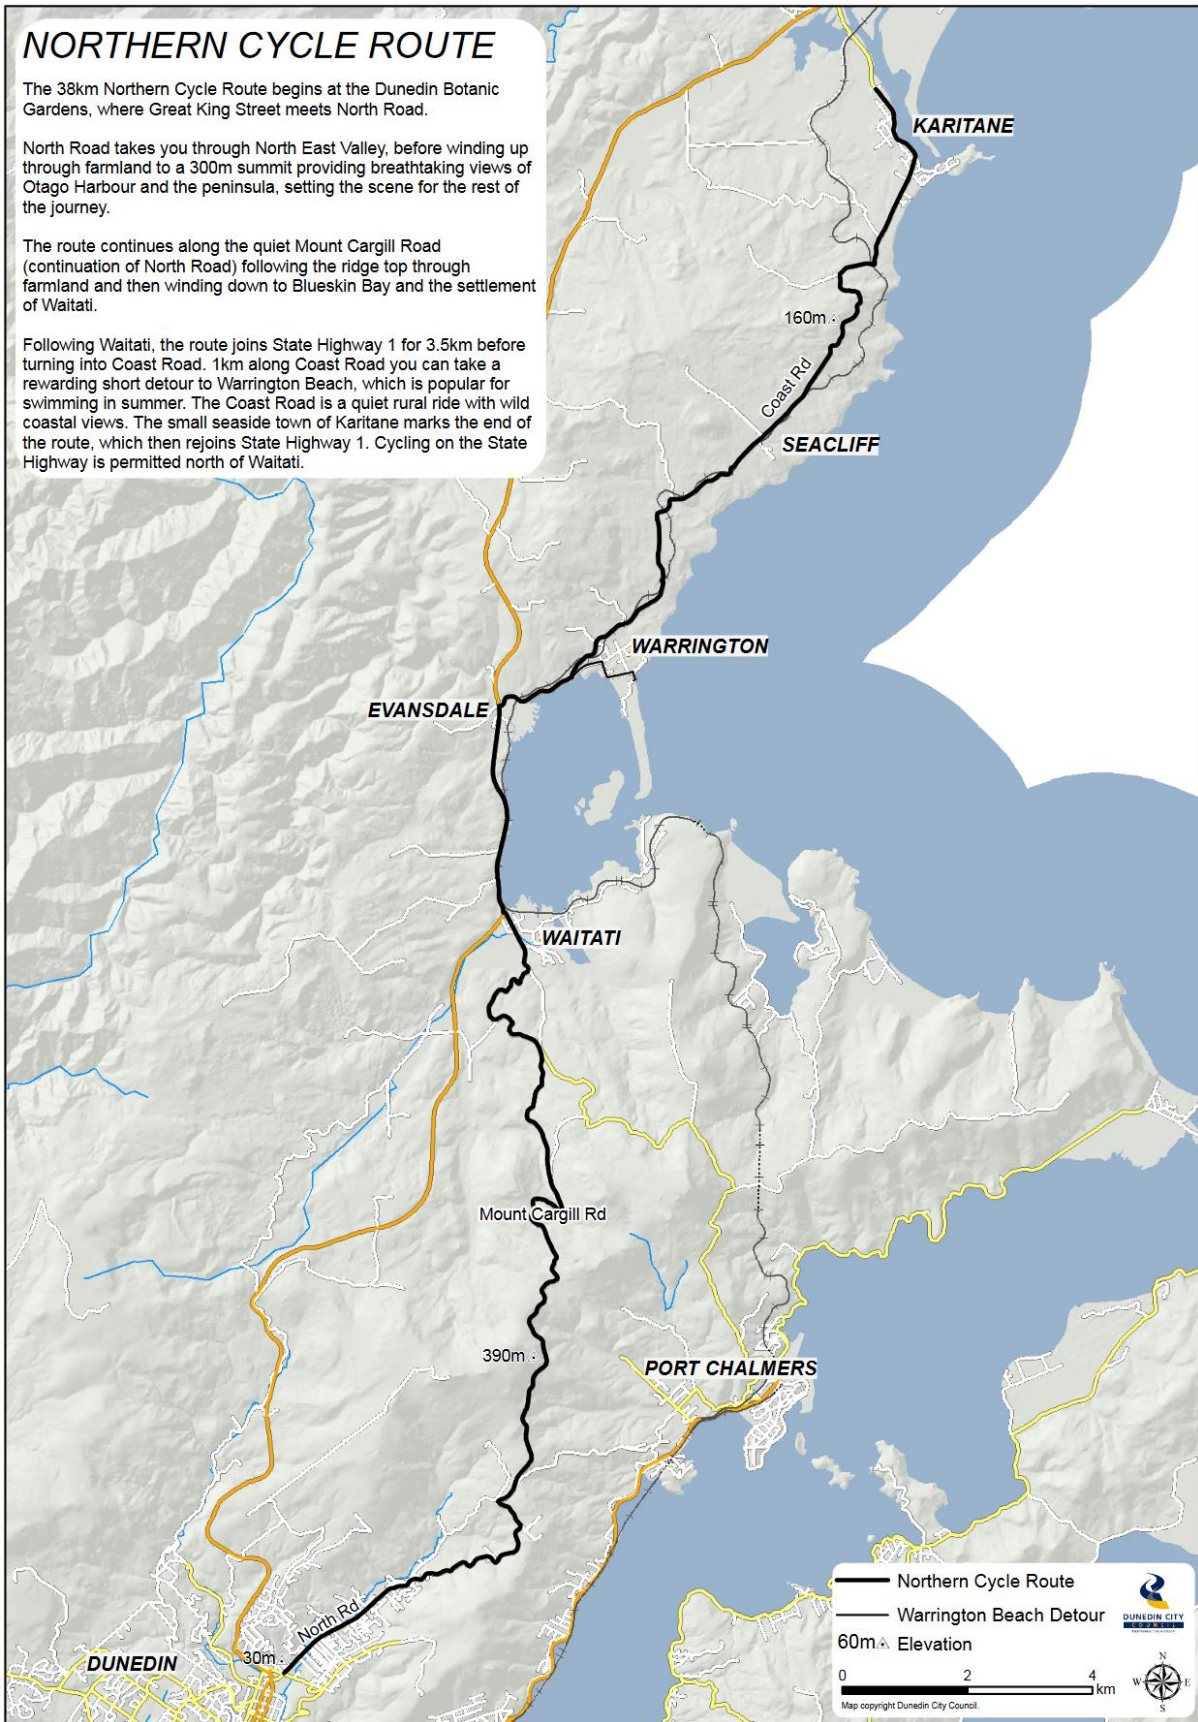 NORTHERN CYCLE ROUTE
The 38km Northern Cycle Route begins at the Dunedin Botanic
Gardens, where Great King Street meets North Road.
North Road takes you through North East Valley, before winding up
through farmland to a 300m summit providing breathtaking views of
Otago Harbour and the peninsula, setting the scene for the rest of
the journey.
The route continues along the quiet Mount Cargill Road
(continuation of North Road) following the ridge top through
farmland and then winding down to Blueskin Bay and the settlement
of Waitati.
Following Waitati, the route joins State Highway 1 for 3.5km before
turning into Coast Road. 1km along Coast Road you can take a
rewarding short detour to Warrington Beach, which is popular for
swimming in summer. The Coast Road is a quiet rural ride with wild
coastal views. The small seaside town of Karitane marks the end of
the route, which then rejoins State Highway 1. Cycling on the State
Highway is permitted north of Waitati.
KARITANE
160m
Coast Rd
SEACLIFF
WARRINGTON
EVANSDALE
WAITATI
Mount Cargill Rd
390m
PORT CHALMERS
North Rd
30m
DUNEDIN
Northern Cycle Route
Warrington Beach Detour
60m Elevation
0 2 4
km
Map copyright Dunedin City Council.
DUNEDIN CITY
COUNCIL
N
W E
S